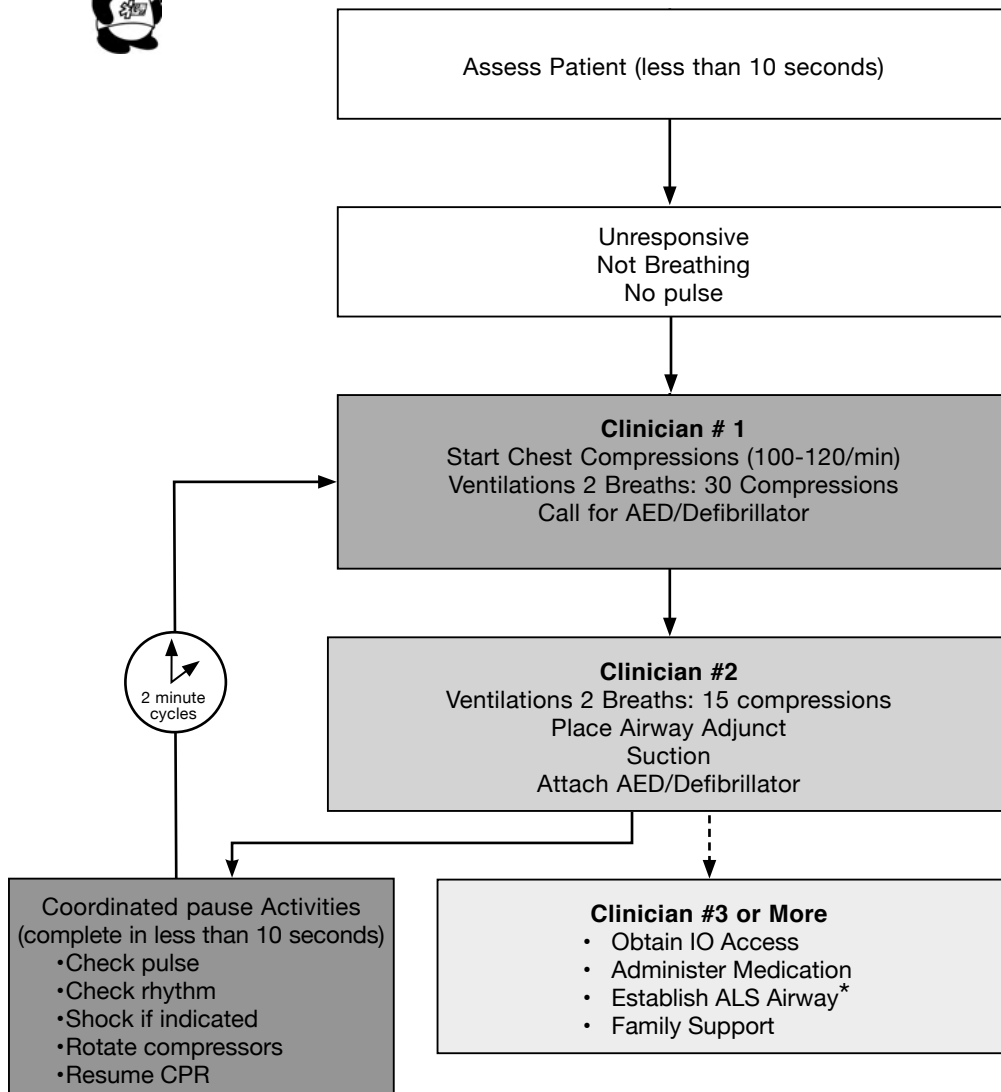 Assess Patient (less than 10 seconds)
Unresponsive
Not Breathing
No pulse
Clinician # 1
Start Chest Compressions (100-120/min)
Ventilations 2 Breaths: 30 Compressions
Call for AED/Defibrillator
Clinician #2
Ventilations 2 Breaths: 15 compressions
Place Airway Adjunct
Suction
Attach AED/Defibrillator
2 minute
cycles
Coordinated pause Activities
(complete in less than 10 seconds)
•Check pulse
•Check rhythm
•Shock if indicated
•Rotate compressors
•Resume CPR
Clinician #3 or More
• Obtain IO Access
• Administer Medication
• Establish ALS Airway*
• Family Support